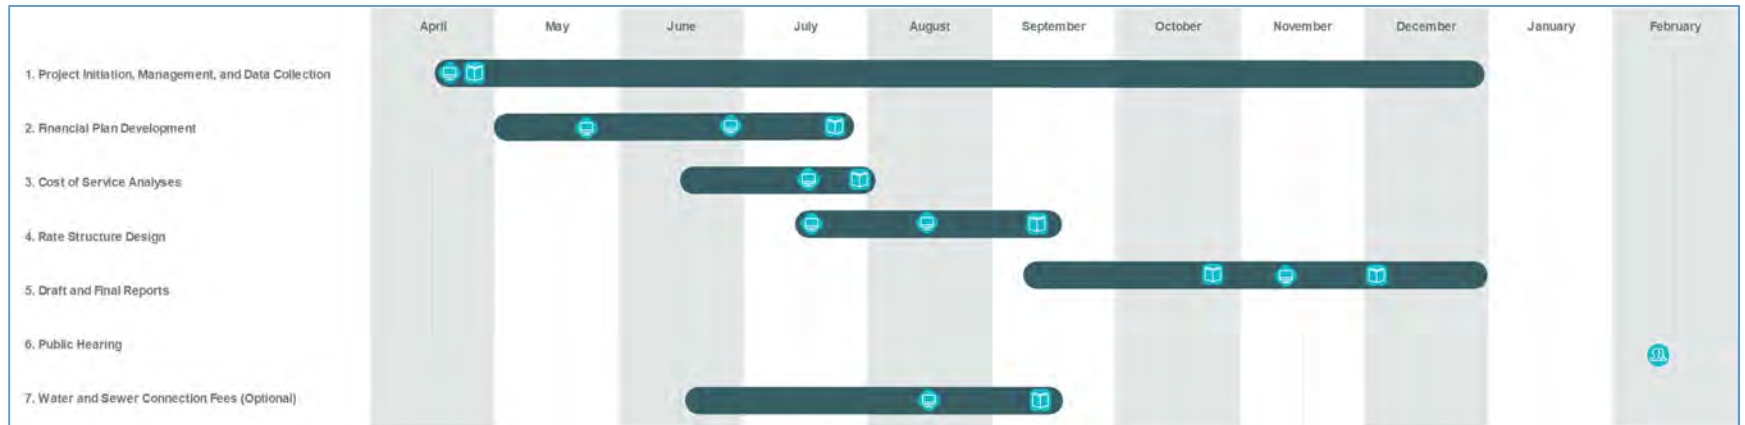 April May June July August September October November December January February
1. Project Initiation, Management, and Data Collection
2. Financial Plan Development
3. Cost of Service Analyses
4. Rate Structure Design
5. Draft and Final Reports
6. Public Hearing
7. Water and Sewer Connection Fees (Optional)